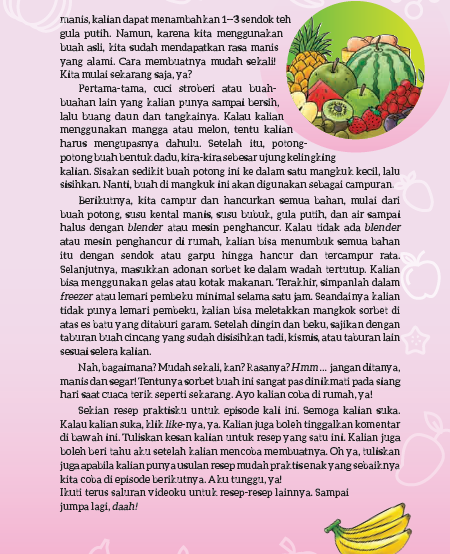 manis, kalian dapat menambahkan 1–3 sendok teh
gula putih. Namun, karena kita menggunakan
buah asli, kita sudah mendapatkan rasa manis
yang alami. Cara membuatnya mudah sekali!
Kita mulai sekarang saja, ya?
Pertama-tama, cuci stroberi atau buah-
buahan lain yang kalian punya sampai bersih,
lalu buang daun dan tangkainya. Kalau kalian
menggunakan mangga atau melon, tentu kalian
harus mengupasnya dahulu. Setelah itu, potong-
potong buah bentuk dadu, kira-kira sebesar ujung kelingking
kalian. Sisakan sedikit buah potong ini ke dalam satu mangkuk kecil, lalu
sisihkan. Nanti, buah di mangkuk ini akan digunakan sebagai campuran.
Berikutnya, kita campur dan hancurkan semua bahan, mulai dari
buah potong, susu kental manis, susu bubuk, gula putih, dan air sampai
halus dengan blender atau mesin penghancur. Kalau tidak ada blender
atau mesin penghancur di rumah, kalian bisa menumbuk semua bahan
itu dengan sendok atau garpu hingga hancur dan tercampur rata.
Selanjutnya, masukkan adonan sorbet ke dalam wadah tertutup. Kalian
bisa menggunakan gelas atau kotak makanan. Terakhir, simpanlah dalam
freezer atau lemari pembeku minimal selama satu jam. Seandainya kalian
tidak punya lemari pembeku, kalian bisa meletakkan mangkok sorbet di
atas es batu yang ditaburi garam. Setelah dingin dan beku, sajikan dengan
taburan buah cincang yang sudah disisihkan tadi, kismis, atau taburan lain
sesuai selera kalian.
Nah, bagaimana? Mudah sekali, kan? Rasanya? Hmm... jangan ditanya,
manis dan segar! Tentunya sorbet buah ini sangat pas dinikmati pada siang
hari saat cuaca terik seperti sekarang. Ayo kalian coba di rumah, ya!
Sekian resep praktisku untuk episode kali ini. Semoga kalian suka.
Kalau kalian suka, klik like-nya, ya. Kalian juga boleh tinggalkan komentar
di bawah ini. Tuliskan kesan kalian untuk resep yang satu ini. Kalian juga
boleh beri tahu aku setelah kalian mencoba membuatnya. Oh ya, tuliskan
juga apabila kalian punya usulan resep mudah praktis enak yang sebaiknya
kita coba di episode berikutnya. Aku tunggu, ya!
Ikuti terus saluran videoku untuk resep-resep lainnya. Sampai
jumpa lagi, daah!